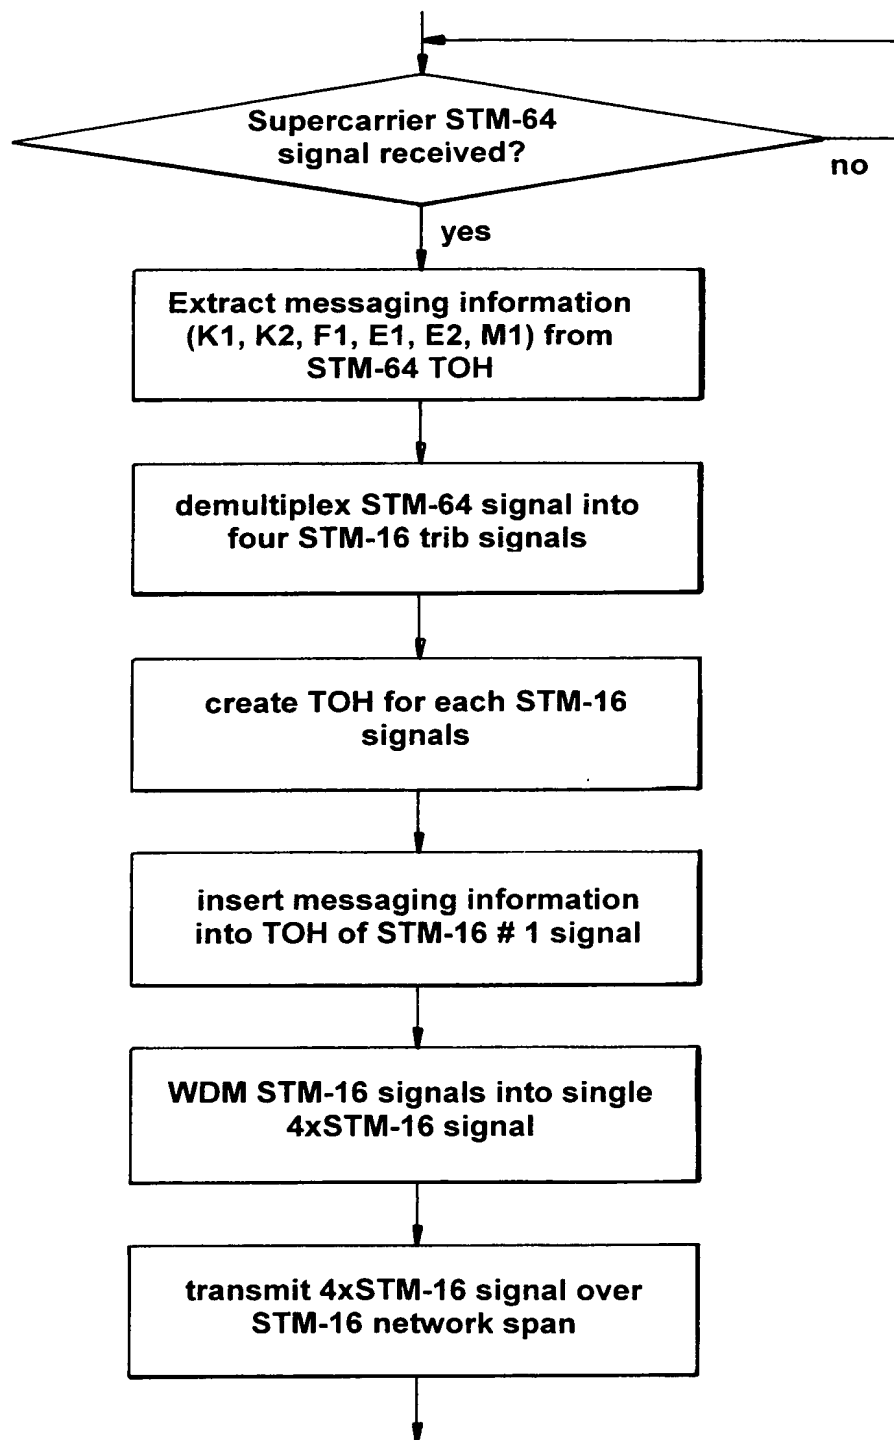 Supercarrier STM-64
signal received?
no
yes
Extract messaging information
(K1, K2, F1, E1, E2, M1) from
STM-64 TOH
demultiplex STM-64 signal into
four STM-16 trib signals
create TOH for each STM-16
signals
insert messaging information
into TOH of STM-16 # 1 signal
WDM STM-16 signals into single
4xSTM-16 signal
transmit 4xSTM-16 signal over
STM-16 network span